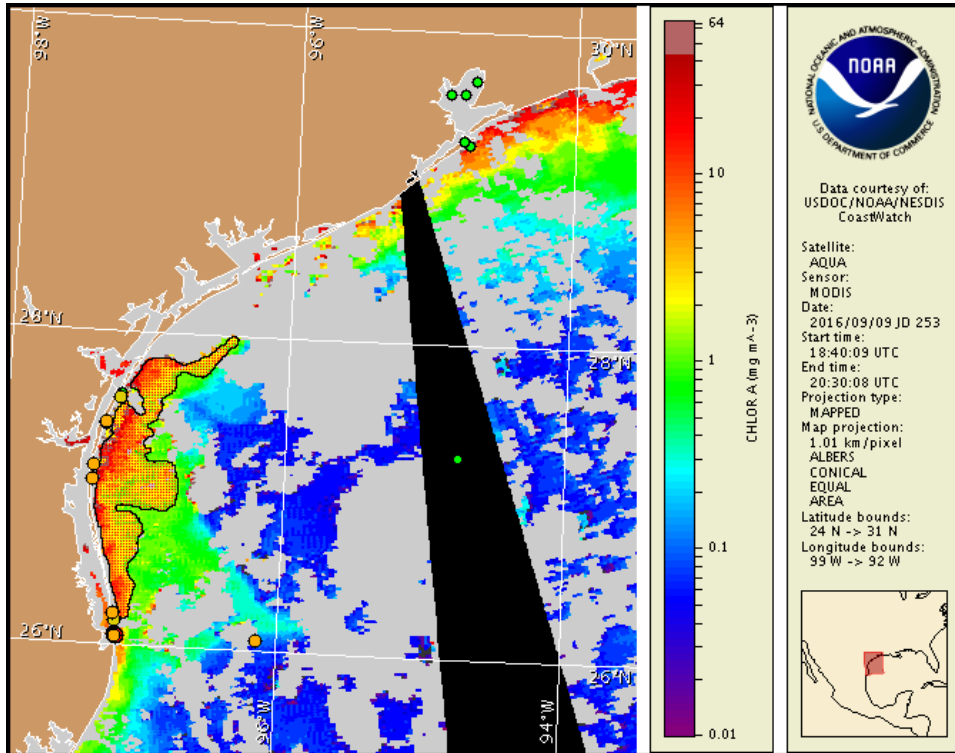 98°W
96°W
30°N
28°N
28°N
26°N
26°N
96°W
94°W
64
10
1
0.1
0.01
CHLOR A (mg m^-3)
NATIONAL OCEANIC AND ATMOSPHERIC ADMINISTRATION
NOAA
U.S. DEPARTMENT OF COMMERCE
Data courtesy of:
USDOC/NOAA/NESDIS
CoastWatch
Satellite:
AQUA
Sensor:
MODIS
Date:
2016/09/09 JD 253
Start time:
18:40:09 UTC
End time:
20:30:08 UTC
Projection type:
MAPPED
Map projection:
1.01 km/pixel
ALBERS
CONICAL
EQUAL
AREA
Latitude bounds:
24 N -> 31 N
Longitude bounds:
99 W -> 92 W